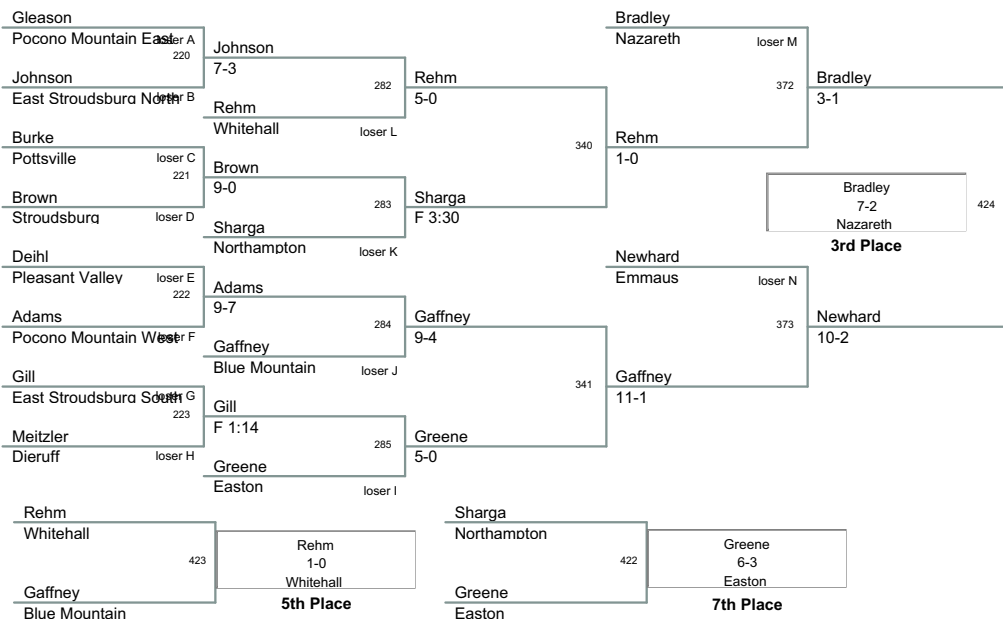 Gleason
Pocono Mountain East
loser A
220
Johnson
East Stroudsburg North
loser B
Burke
Pottsville
loser C
221
Brown
Stroudsburg
loser D
Deihl
Pleasant Valley
loser E
222
Adams
Pocono Mountain West
loser F
Gill
East Stroudsburg South
loser G
223
Meitzler
Dieruff
loser H
Johnson
7-3
282
Rehm
Whitehall
loser L
Brown
9-0
283
Sharga
Northampton
loser K
Adams
9-7
284
Gaffney
Blue Mountain
loser J
Gill
F 1:14
285
Greene
Easton
loser I
Rehm
5-0
340
Sharga
F 3:30
Gaffney
9-4
341
Greene
5-0
Bradley
Nazareth
loser M
372
Rehm
1-0
Newhard
Emmaus
loser N
373
Gaffney
11-1
Bradley
3-1
Bradley
7-2
Nazareth
424
3rd Place
Newhard
10-2
Rehm
Whitehall
423
Gaffney
Blue Mountain
Rehm
1-0
Whitehall
5th Place
Sharga
Northampton
422
Greene
Easton
Greene
6-3
Easton
7th Place